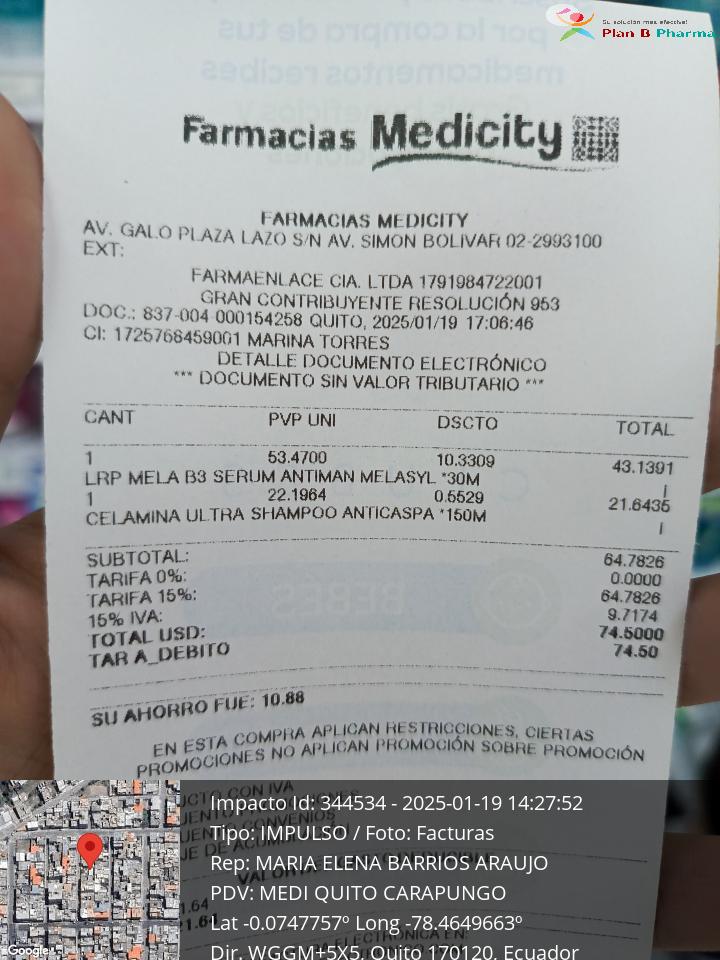 Su solución más efectiva!
Plan B Pharma
Farmacias Medicity
FARMACIAS MEDICITY
AV. GALO PLAZA LAZO S/N AV. SIMON BOLIVAR 02-2993100
EXT:
FARMAENLACE CIA. LTDA 1791984722001
GRAN CONTRIBUYENTE RESOLUCIÓN 953
DOC.: 837-004-000154258 QUITO, 2025/01/19 17:06:46
CI: 1725768459001 MARINA TORRES
DETALLE DOCUMENTO ELECTRÓNICO
*** DOCUMENTO SIN VALOR TRIBUTARIO ***
CANT PVP UNI DSCTO TOTAL
1 53.4700 10.3309 43.1391
LRP MELA B3 SERUM ANTIMAN MELASYL *30M I
1 22.1964 0.5529 21.6435
CELAMINA ULTRA SHAMPOO ANTICASPA *150M I
SUBTOTAL: 64.7826
TARIFA 0%: 0.0000
TARIFA 15%: 64.7826
15% IVA: 9.7174
TOTAL USD: 74.5000
TAR A_DEBITO 74.50
SU AHORRO FUE: 10.88
EN ESTA COMPRA APLICAN RESTRICCIONES, CIERTAS
PROMOCIONES NO APLICAN PROMOCIÓN SOBRE PROMOCIÓN
CON IVA
Impacto Id: 344534 - 2025-01-19 14:27:52
Tipo: IMPULSO / Foto: Facturas
Rep: MARIA ELENA BARRIOS ARAUJO
PDV: MEDI QUITO CARAPUNGO
Lat -0.0747757º Long -78.4649663º
Dir. WGGM+5X5, Quito 170120, Ecuador
Google